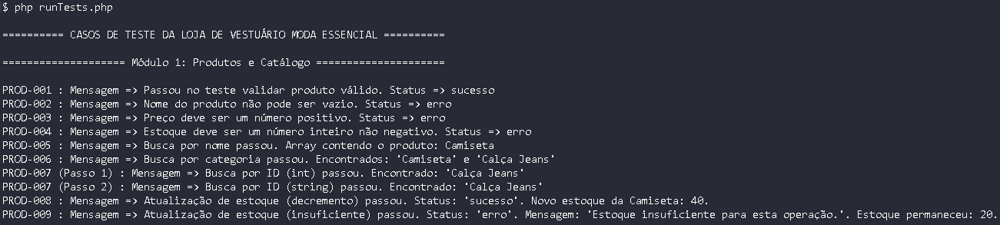 $ php runTests.php
========== CASOS DE TESTE DA LOJA DE VESTUÁRIO MODA ESSENCIAL ==========
==================== Módulo 1: Produtos e Catálogo =====================
PROD-001 : Mensagem => Passou no teste validar produto válido. Status => sucesso
PROD-002 : Mensagem => Nome do produto não pode ser vazio. Status => erro
PROD-003 : Mensagem => Preço deve ser um número positivo. Status => erro
PROD-004 : Mensagem => Estoque deve ser um número inteiro não negativo. Status => erro
PROD-005 : Mensagem => Busca por nome passou. Array contendo o produto: Camiseta
PROD-006 : Mensagem => Busca por categoria passou. Encontrados: 'Camiseta' e 'Calça Jeans'
PROD-007 (Passo 1) : Mensagem => Busca por ID (int) passou. Encontrado: 'Calça Jeans'
PROD-007 (Passo 2) : Mensagem => Busca por ID (string) passou. Encontrado: 'Calça Jeans'
PROD-008 : Mensagem => Atualização de estoque (decremento) passou. Status: 'sucesso'. Novo estoque da Camiseta: 40.
PROD-009 : Mensagem => Atualização de estoque (insuficiente) passou. Status: 'erro'. Mensagem: 'Estoque insuficiente para esta operação.'. Estoque permaneceu: 20.